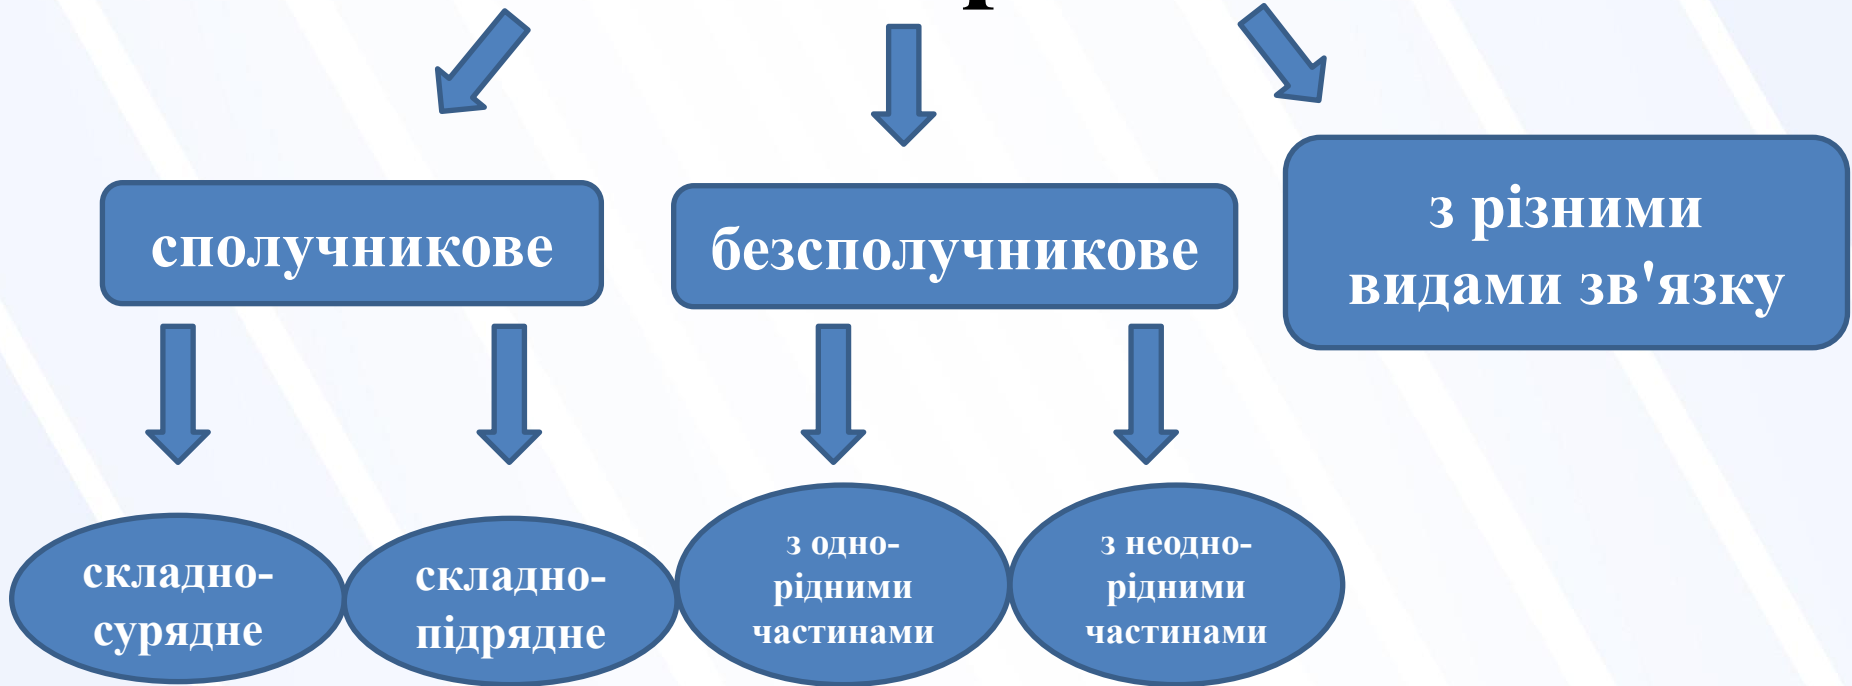 сполучникове
безсполучникове
з різними
видами зв'язку
складно-
сурядне
складно-
підрядне
з одно-
рідними
частинами
з неодно-
рідними
частинами